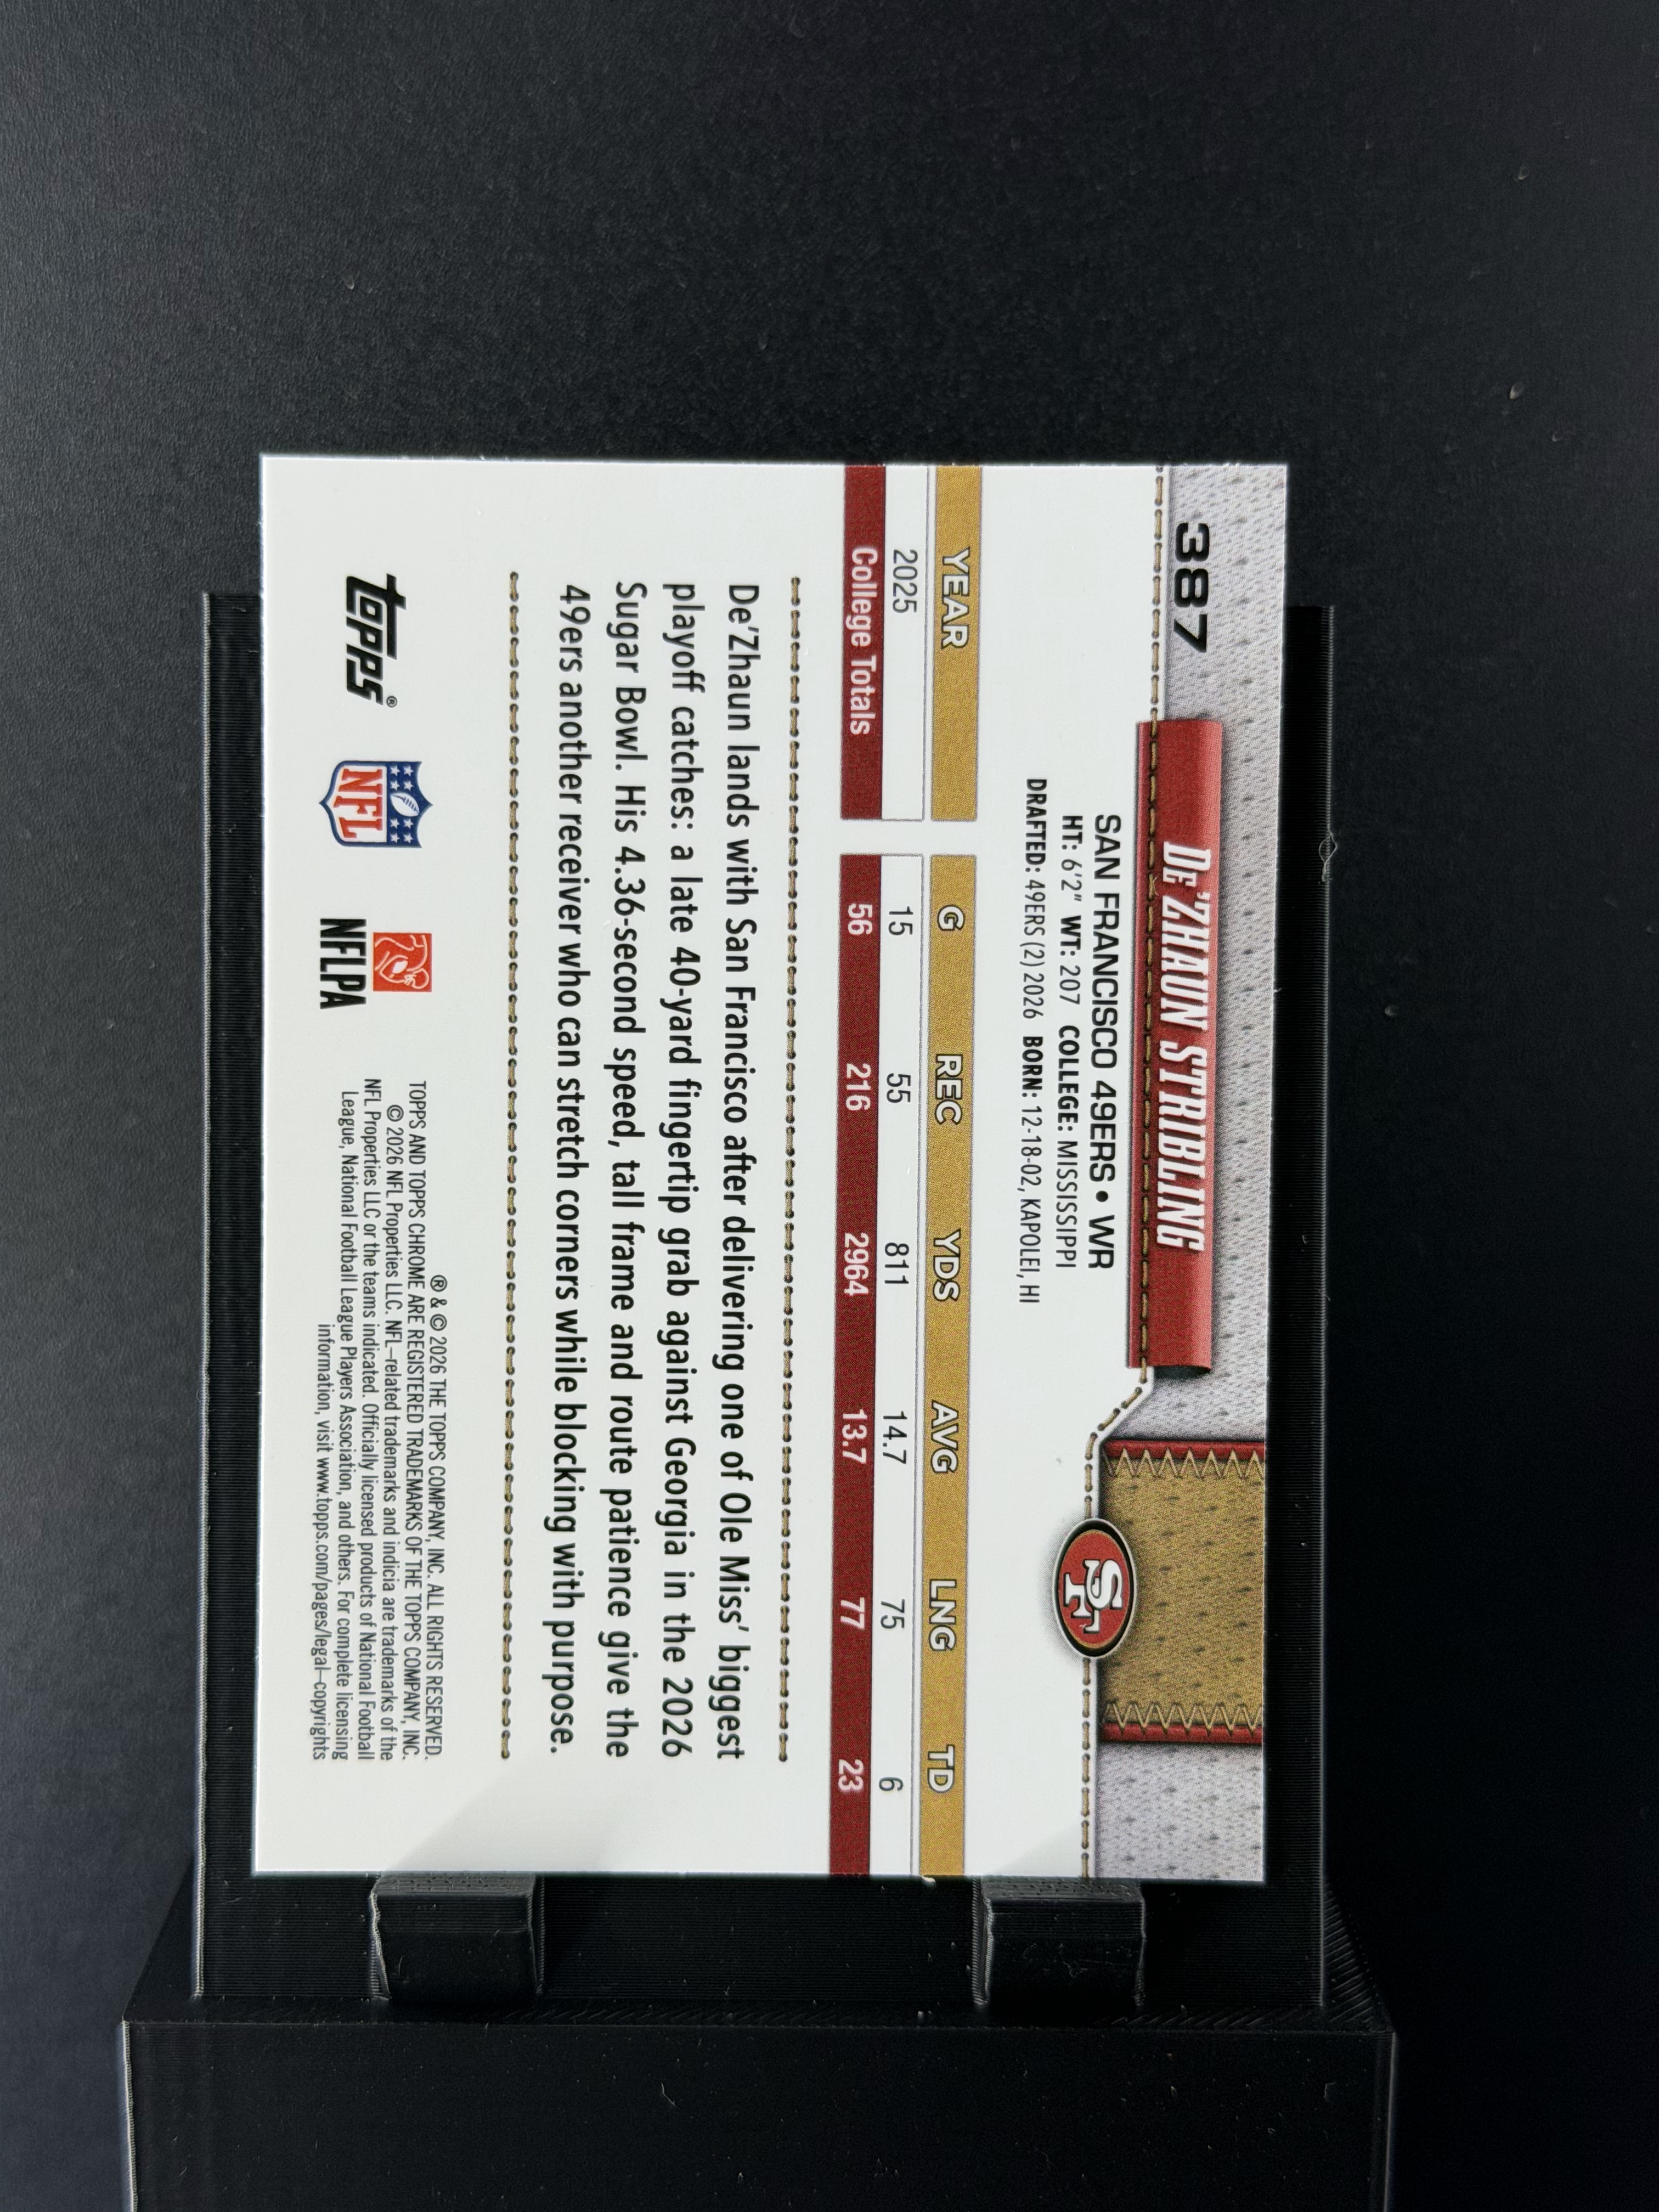 387
DE'ZHAUN STRIBLING
SAN FRANCISCO 49ERS • WR
HT: 6'2" WT: 207 COLLEGE: MISSISSIPPI
DRAFTED: 49ERS (2) 2026 BORN: 12-18-02, KAPOLEI, HI
SF
YEAR G REC YDS AVG LNG TD
2025 15 55 811 14.7 75 6
College Totals 56 216 2964 13.7 77 23
De'Zhaun lands with San Francisco after delivering one of Ole Miss' biggest
playoff catches: a late 40-yard fingertip grab against Georgia in the 2026
Sugar Bowl. His 4.36-second speed, tall frame and route patience give the
49ers another receiver who can stretch corners while blocking with purpose.
topps®
NFL
NFLPA
® & © 2026 THE TOPPS COMPANY, INC. ALL RIGHTS RESERVED.
TOPPS AND TOPPS CHROME ARE REGISTERED TRADEMARKS OF THE TOPPS COMPANY, INC.
© 2026 NFL Properties LLC. NFL–related trademarks and indicia are trademarks of the
NFL Properties LLC or the teams indicated. Officially licensed products of National Football
League, National Football League Players Association, and others. For complete licensing
information, visit www.topps.com/pages/legal–copyrights